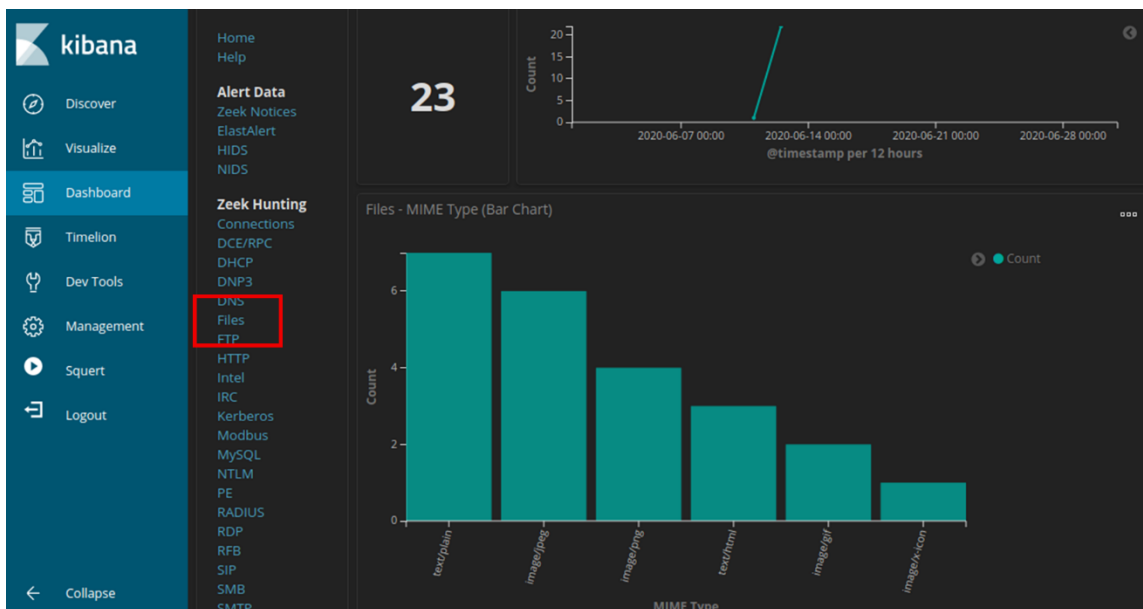 kibana
Discover
Visualize
Dashboard
Timelion
Dev Tools
Management
Squert
Logout
Collapse
Home
Help
Alert Data
Zeek Notices
ElastAlert
HIDS
NIDS
Zeek Hunting
Connections
DCE/RPC
DHCP
DNP3
DNS
Files
FTP
HTTP
Intel
IRC
Kerberos
Modbus
MySQL
NTLM
PE
RADIUS
RDP
RFB
SIP
SMB
SMTP
23
Count
20
15
10
5
0
2020-06-07 00:00 2020-06-14 00:00 2020-06-21 00:00 2020-06-28 00:00
@timestamp per 12 hours
Files - MIME Type (Bar Chart)
Count
Count
6
4
2
0
text/plain image/jpeg image/png text/html image/gif image/x-icon
MIME Type